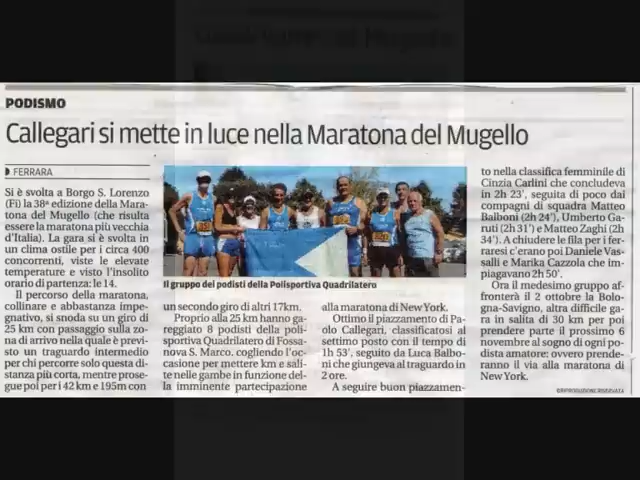 PODISMO
Callegari si mette in luce nella Maratona del Mugello
FERRARA
Si è svolta a Borgo S. Lorenzo
(Fi) la 38ª edizione della Mara-
tona del Mugello (che risulta
essere la maratona più vecchia
d'Italia). La gara si è svolta in
un clima ostile per i circa 400
concorrenti, viste le elevate
temperature e visto l'insolito
orario di partenza: le 14.
Il percorso della maratona,
collinare e abbastanza impe-
gnativo, si snoda su un giro di
25 km con passaggio sulla zo-
na di arrivo nella quale è previ-
sto un traguardo intermedio
per chi percorre solo questa di-
stanza più corta, mentre prose-
gue poi per i 42 km e 195m con
Il gruppo dei podisti della Polisportiva Quadrilatero
un secondo giro di altri 17km.
Proprio alla 25 km hanno ga-
reggiato 8 podisti della poli-
sportiva Quadrilatero di Fossa-
nova S. Marco, cogliendo l'oc-
casione per mettere km e sali-
te nelle gambe in funzione del-
la imminente partecipazione
alla maratona di New York.
Ottimo il piazzamento di Pa-
olo Callegari, classificatosi al
settimo posto con il tempo di
1h 53', seguito da Luca Balbo-
ni che giungeva al traguardo in
2 ore.
A seguire buon piazzamen-
to nella classifica femminile di
Cinzia Carlini che concludeva
in 2h 23', seguita di poco dai
compagni di squadra Matteo
Balboni (2h 24'), Umberto Ga-
ruti (2h 31') e Matteo Zaghi (2h
34'). A chiudere le fila per i fer-
raresi c'erano poi Daniele Vas-
salli e Marika Cazzola che im-
piagavano 2h 50'.
Ora il medesimo gruppo af-
fronterà il 2 ottobre la Bolo-
gna-Savigno, altra difficile ga-
ra in salita di 30 km per poi
prendere parte il prossimo 6
novembre al sogno di ogni po-
dista amatore: ovvero prende-
ranno il via alla maratona di
New York.
©RIPRODUZIONE RISERVATA